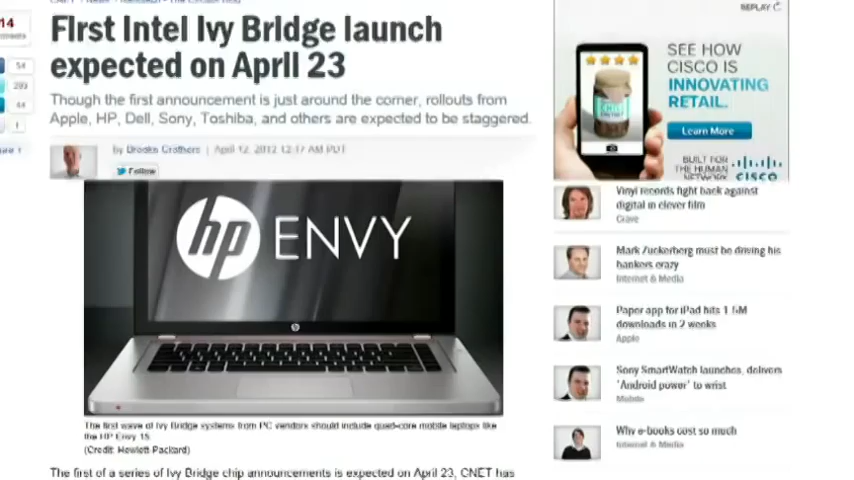 14
54
REPLAY
FIrst Intel Ivy Bridge launch
expected on April 23
Though the first announcement is just around the corner, rollouts from
Apple, HP, Dell, Sony, Toshiba, and others are expected to be staggered.
by Brooke Crothers | April 12, 2012 12:17 AM PDT
Follow
hp ENVY
hp
The first wave of Ivy Bridge systems from PC vendors should include quad-core mobile laptops like
the HP Envy 15.
(Credit: Hewlett Packard)
The first of a series of Ivy Bridge chip announcements is expected on April 23, CNET has
SEE HOW
CISCO IS
INNOVATING
RETAIL.
Learn More
BUILT FOR
THE HUMAN
NETWORK
CISCO
Vinyl records fight back against
digital in clever film
Crave
Mark Zuckerberg must be driving his
bankers crazy
Internet & Media
Paper app for iPad hits 1.5M
downloads in 2 weeks
Apple
Sony SmartWatch launches, delivers
'Android power' to wrist
Mobile
Why e-books cost so much
Internet & Media